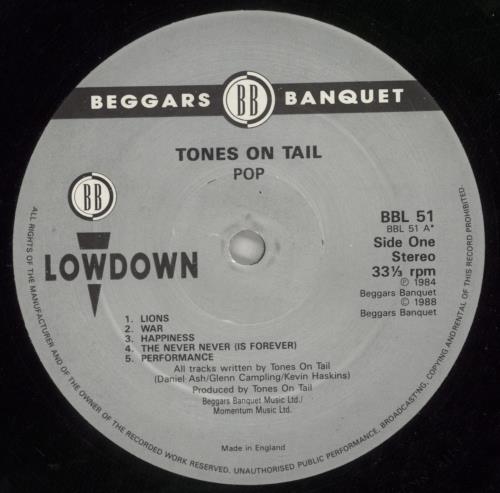 BEGGARS BB BANQUET
TONES ON TAIL
POP
BB
LOWDOWN
BBL 51
BBL 51 A*
Side One
Stereo
33⅓ rpm
℗ 1984
Beggars Banquet
© 1988
Beggars Banquet
1. LIONS
2. WAR
3. HAPPINESS
4. THE NEVER NEVER (IS FOREVER)
5. PERFORMANCE
All tracks written by Tones On Tail
(Daniel Ash/Glenn Campling/Kevin Haskins)
Produced by Tones On Tail
Beggars Banquet Music Ltd./
Momentum Music Ltd.
Made in England
ALL RIGHTS OF THE MANUFACTURER AND OF THE OWNER OF THE RECORDED WORK RESERVED. UNAUTHORISED PUBLIC PERFORMANCE, BROADCASTING, COPYING AND RENTAL OF THIS RECORD PROHIBITED.